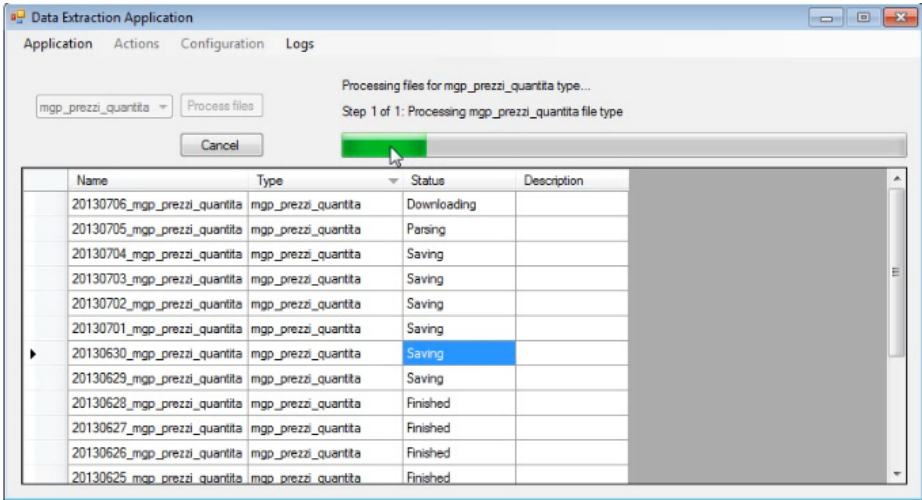 Data Extraction Application
Application Actions Configuration Logs
Processing files for mgp_prezzi_quantita type...
mgp_prezzi_quantita Process files
Step 1 of 1: Processing mgp_prezzi_quantita file type
Cancel
Name Type Status Description
20130706_mgp_prezzi_quantita mgp_prezzi_quantita Downloading
20130705_mgp_prezzi_quantita mgp_prezzi_quantita Parsing
20130704_mgp_prezzi_quantita mgp_prezzi_quantita Saving
20130703_mgp_prezzi_quantita mgp_prezzi_quantita Saving
20130702_mgp_prezzi_quantita mgp_prezzi_quantita Saving
20130701_mgp_prezzi_quantita mgp_prezzi_quantita Saving
20130630_mgp_prezzi_quantita mgp_prezzi_quantita Saving
20130629_mgp_prezzi_quantita mgp_prezzi_quantita Saving
20130628_mgp_prezzi_quantita mgp_prezzi_quantita Finished
20130627_mgp_prezzi_quantita mgp_prezzi_quantita Finished
20130626_mgp_prezzi_quantita mgp_prezzi_quantita Finished
20130625_mgp_prezzi_quantita mgp_prezzi_quantita Finished